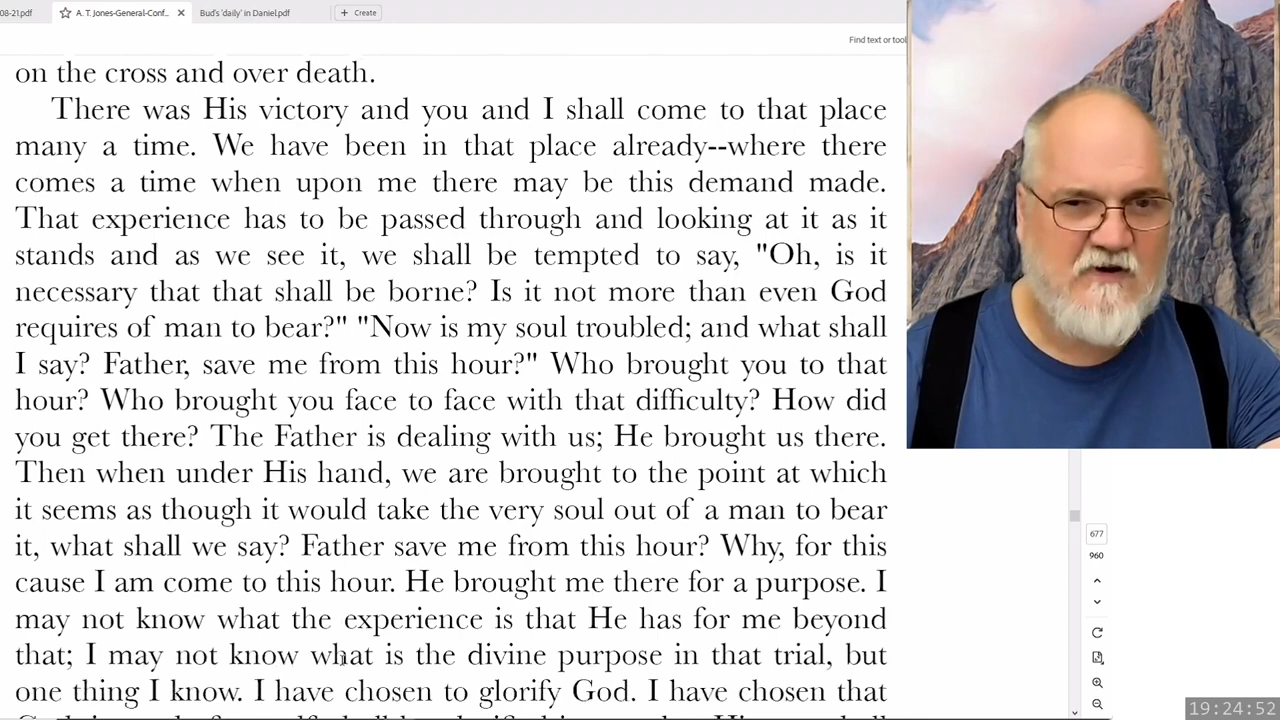 08-21.pdf
A. T. Jones-General-Conf...
Bud's 'daily' in Daniel.pdf
Create
Find text or tool
on the cross and over death.
There was His victory and you and I shall come to that place
many a time. We have been in that place already--where there
comes a time when upon me there may be this demand made.
That experience has to be passed through and looking at it as it
stands and as we see it, we shall be tempted to say, "Oh, is it
necessary that that shall be borne? Is it not more than even God
requires of man to bear?" "Now is my soul troubled; and what shall
I say? Father, save me from this hour?" Who brought you to that
hour? Who brought you face to face with that difficulty? How did
you get there? The Father is dealing with us; He brought us there.
Then when under His hand, we are brought to the point at which
it seems as though it would take the very soul out of a man to bear
it, what shall we say? Father save me from this hour? Why, for this
cause I am come to this hour. He brought me there for a purpose. I
may not know what the experience is that He has for me beyond
that; I may not know what is the divine purpose in that trial, but
one thing I know. I have chosen to glorify God. I have chosen that
677
960
19:24:52